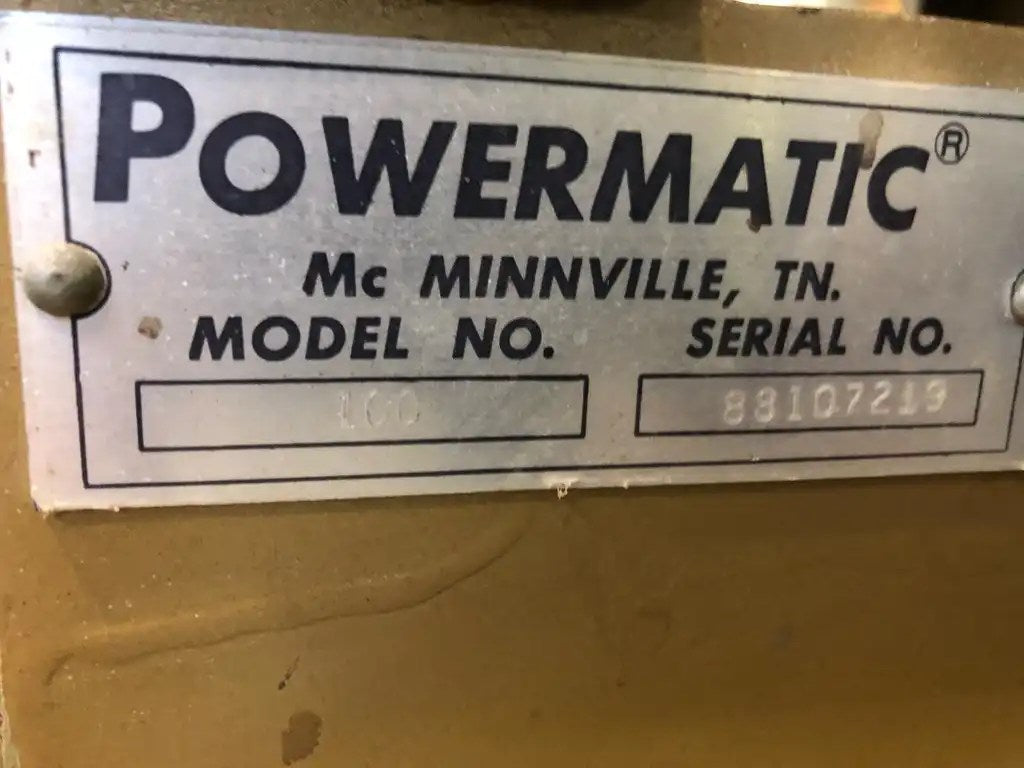 POWERMATIC®
Mc MINNVILLE, TN.
MODEL NO. SERIAL NO.
100 88107219